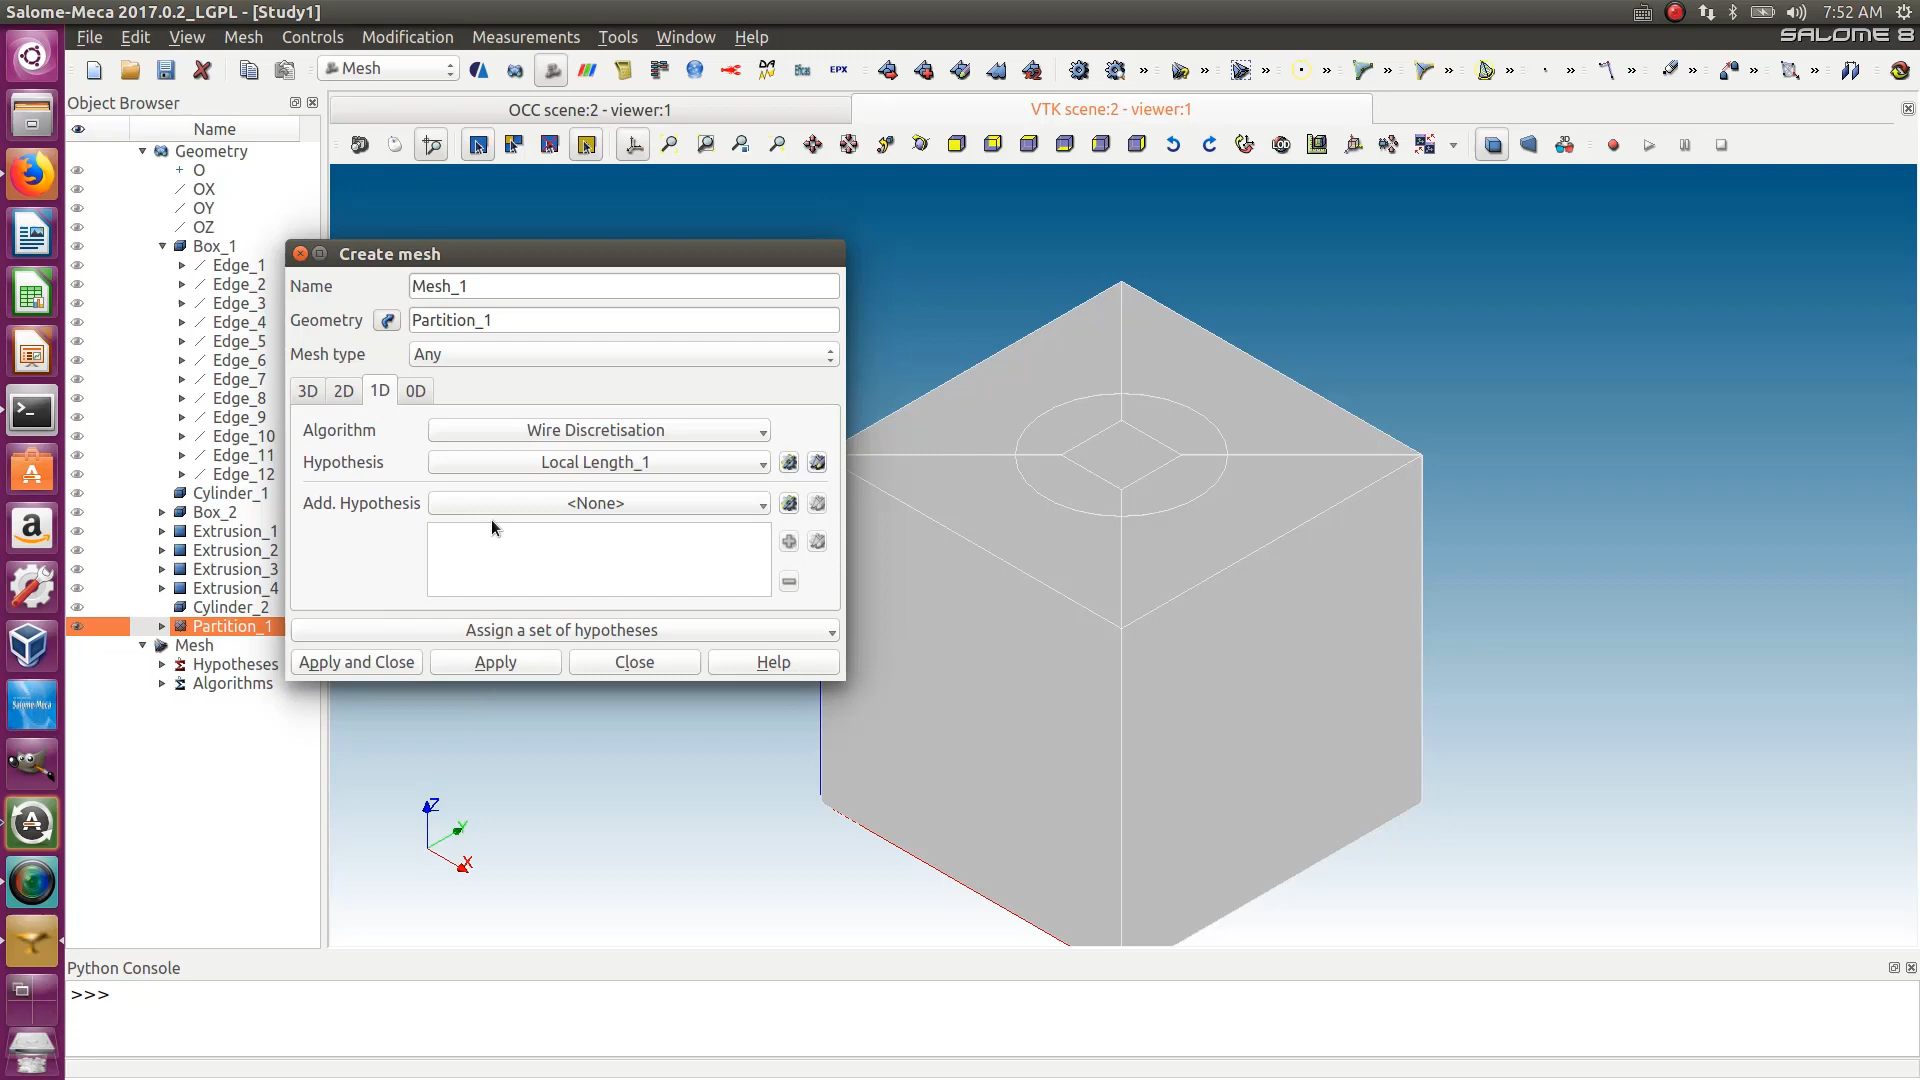 Salome-Meca 2017.0.2_LGPL - [Study1]
7:52 AM
File Edit View Mesh Controls Modification Measurements Tools Window Help
SALOME 8
Mesh
EPX
Object Browser
OCC scene:2 - viewer:1
VTK scene:2 - viewer:1
Name
LOD
Geometry
O
OX
OY
OZ
Box_1
Edge_1
Edge_2
Edge_3
Edge_4
Edge_5
Edge_6
Edge_7
Edge_8
Edge_9
Edge_10
Edge_11
Edge_12
Cylinder_1
Box_2
Extrusion_1
Extrusion_2
Extrusion_3
Extrusion_4
Cylinder_2
Partition_1
Mesh
Hypotheses
Algorithms
Create mesh
Name Mesh_1
Geometry Partition_1
Mesh type Any
3D 2D 1D 0D
Algorithm Wire Discretisation
Hypothesis Local Length_1
Add. Hypothesis <None>
Assign a set of hypotheses
Apply and Close Apply Close Help
Z
Y
X
Salome-Meca
Python Console
>>>